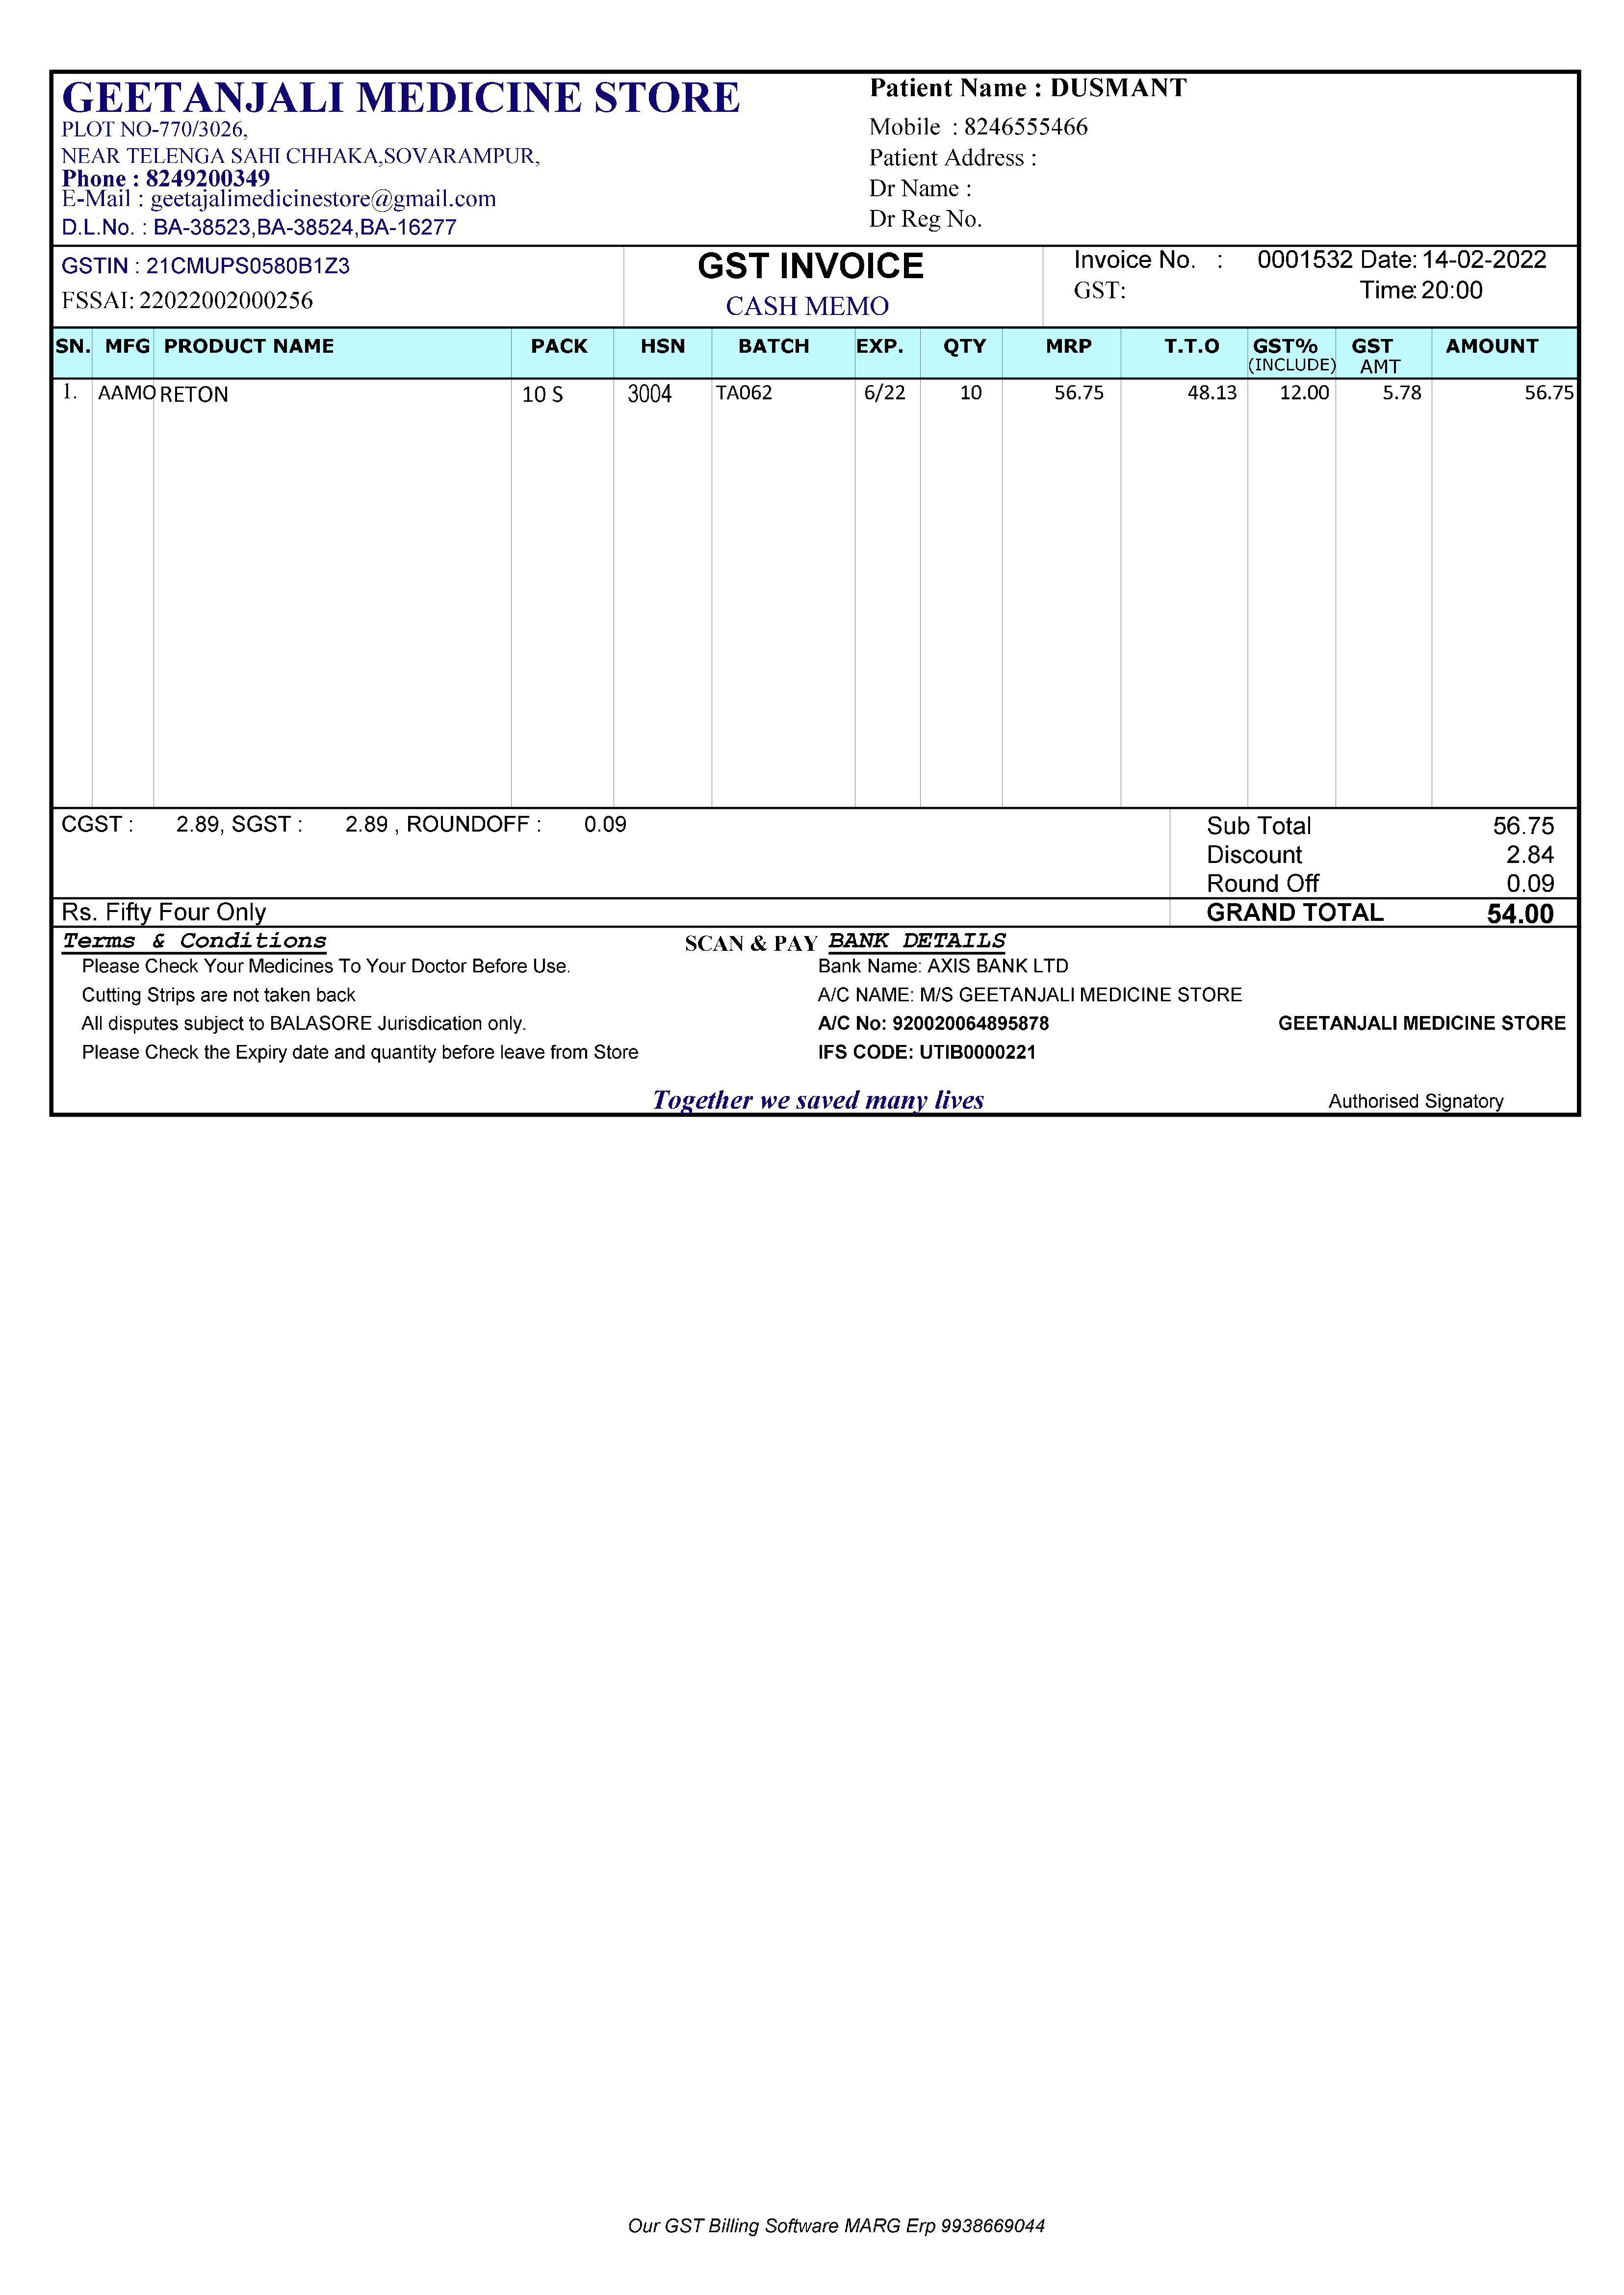 GEETANJALI MEDICINE STORE
PLOT NO-770/3026,
NEAR TELENGA SAHI CHHAKA,SOVARAMPUR,
Phone : 8249200349
E-Mail : geetajalimedicinestore@gmail.com
D.L.No. : BA-38523,BA-38524,BA-16277
Patient Name : DUSMANT
Mobile : 8246555466
Patient Address :
Dr Name :
Dr Reg No.
GSTIN : 21CMUPS0580B1Z3
FSSAI: 22022002000256
GST INVOICE
CASH MEMO
Invoice No. : 0001532 Date: 14-02-2022
GST: Time: 20:00
SN. MFG PRODUCT NAME PACK HSN BATCH EXP. QTY MRP T.T.O GST% (INCLUDE) GST AMT AMOUNT
1. AAMO RETON 10 S 3004 TA062 6/22 10 56.75 48.13 12.00 5.78 56.75
CGST : 2.89, SGST : 2.89 , ROUNDOFF : 0.09
Sub Total 56.75
Discount 2.84
Round Off 0.09
Rs. Fifty Four Only
GRAND TOTAL 54.00
Terms & Conditions
Please Check Your Medicines To Your Doctor Before Use.
Cutting Strips are not taken back
All disputes subject to BALASORE Jurisdication only.
Please Check the Expiry date and quantity before leave from Store
SCAN & PAY BANK DETAILS
Bank Name: AXIS BANK LTD
A/C NAME: M/S GEETANJALI MEDICINE STORE
A/C No: 920020064895878
IFS CODE: UTIB0000221
GEETANJALI MEDICINE STORE
Together we saved many lives
Authorised Signatory
Our GST Billing Software MARG Erp 9938669044